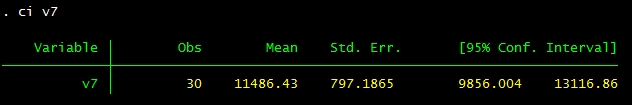 . ci v7
Variable Obs Mean Std. Err. [95% Conf. Interval]
v7 30 11486.43 797.1865 9856.004 13116.86